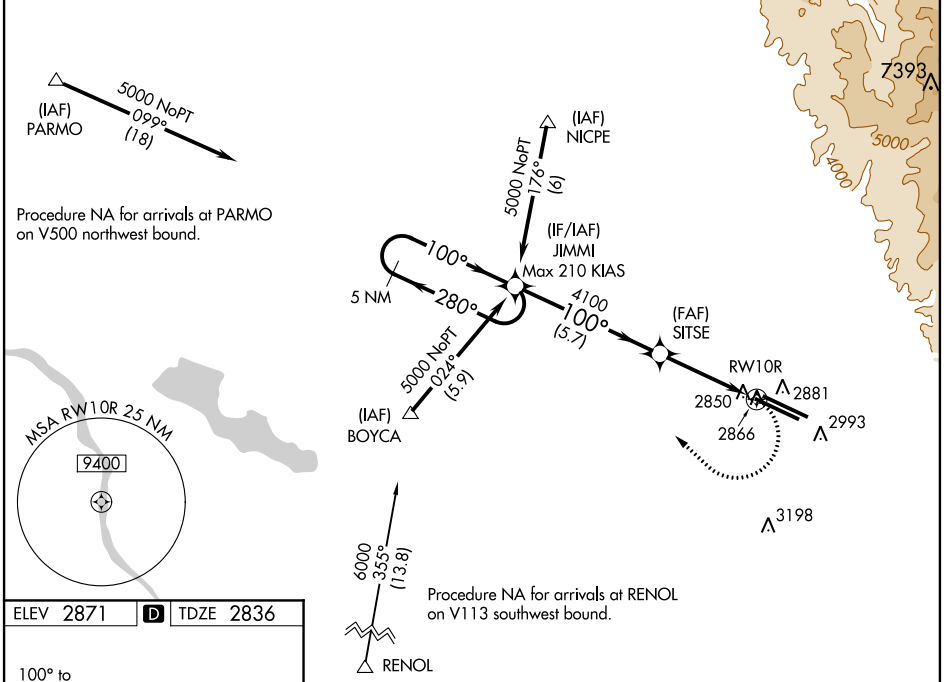 7393
5000
4000
5000 NoPT
099°
(18)
(IAF)
PARMO
(IAF)
NICPE
5000 NoPT
176°
(6)
Procedure NA for arrivals at PARMO
on V500 northwest bound.
(IF/IAF)
JIMMI
Max 210 KIAS
100°
280°
5 NM
4100
100°
(5.7)
(FAF)
SITSE
5000 NoPT
024°
(5.9)
(IAF)
BOYCA
RW10R
2850
2881
2866
2993
3198
MSA RW10R 25 NM
9400
6000
355°
(13.8)
Procedure NA for arrivals at RENOL
on V113 southwest bound.
RENOL
ELEV 2871 D TDZE 2836
100° to